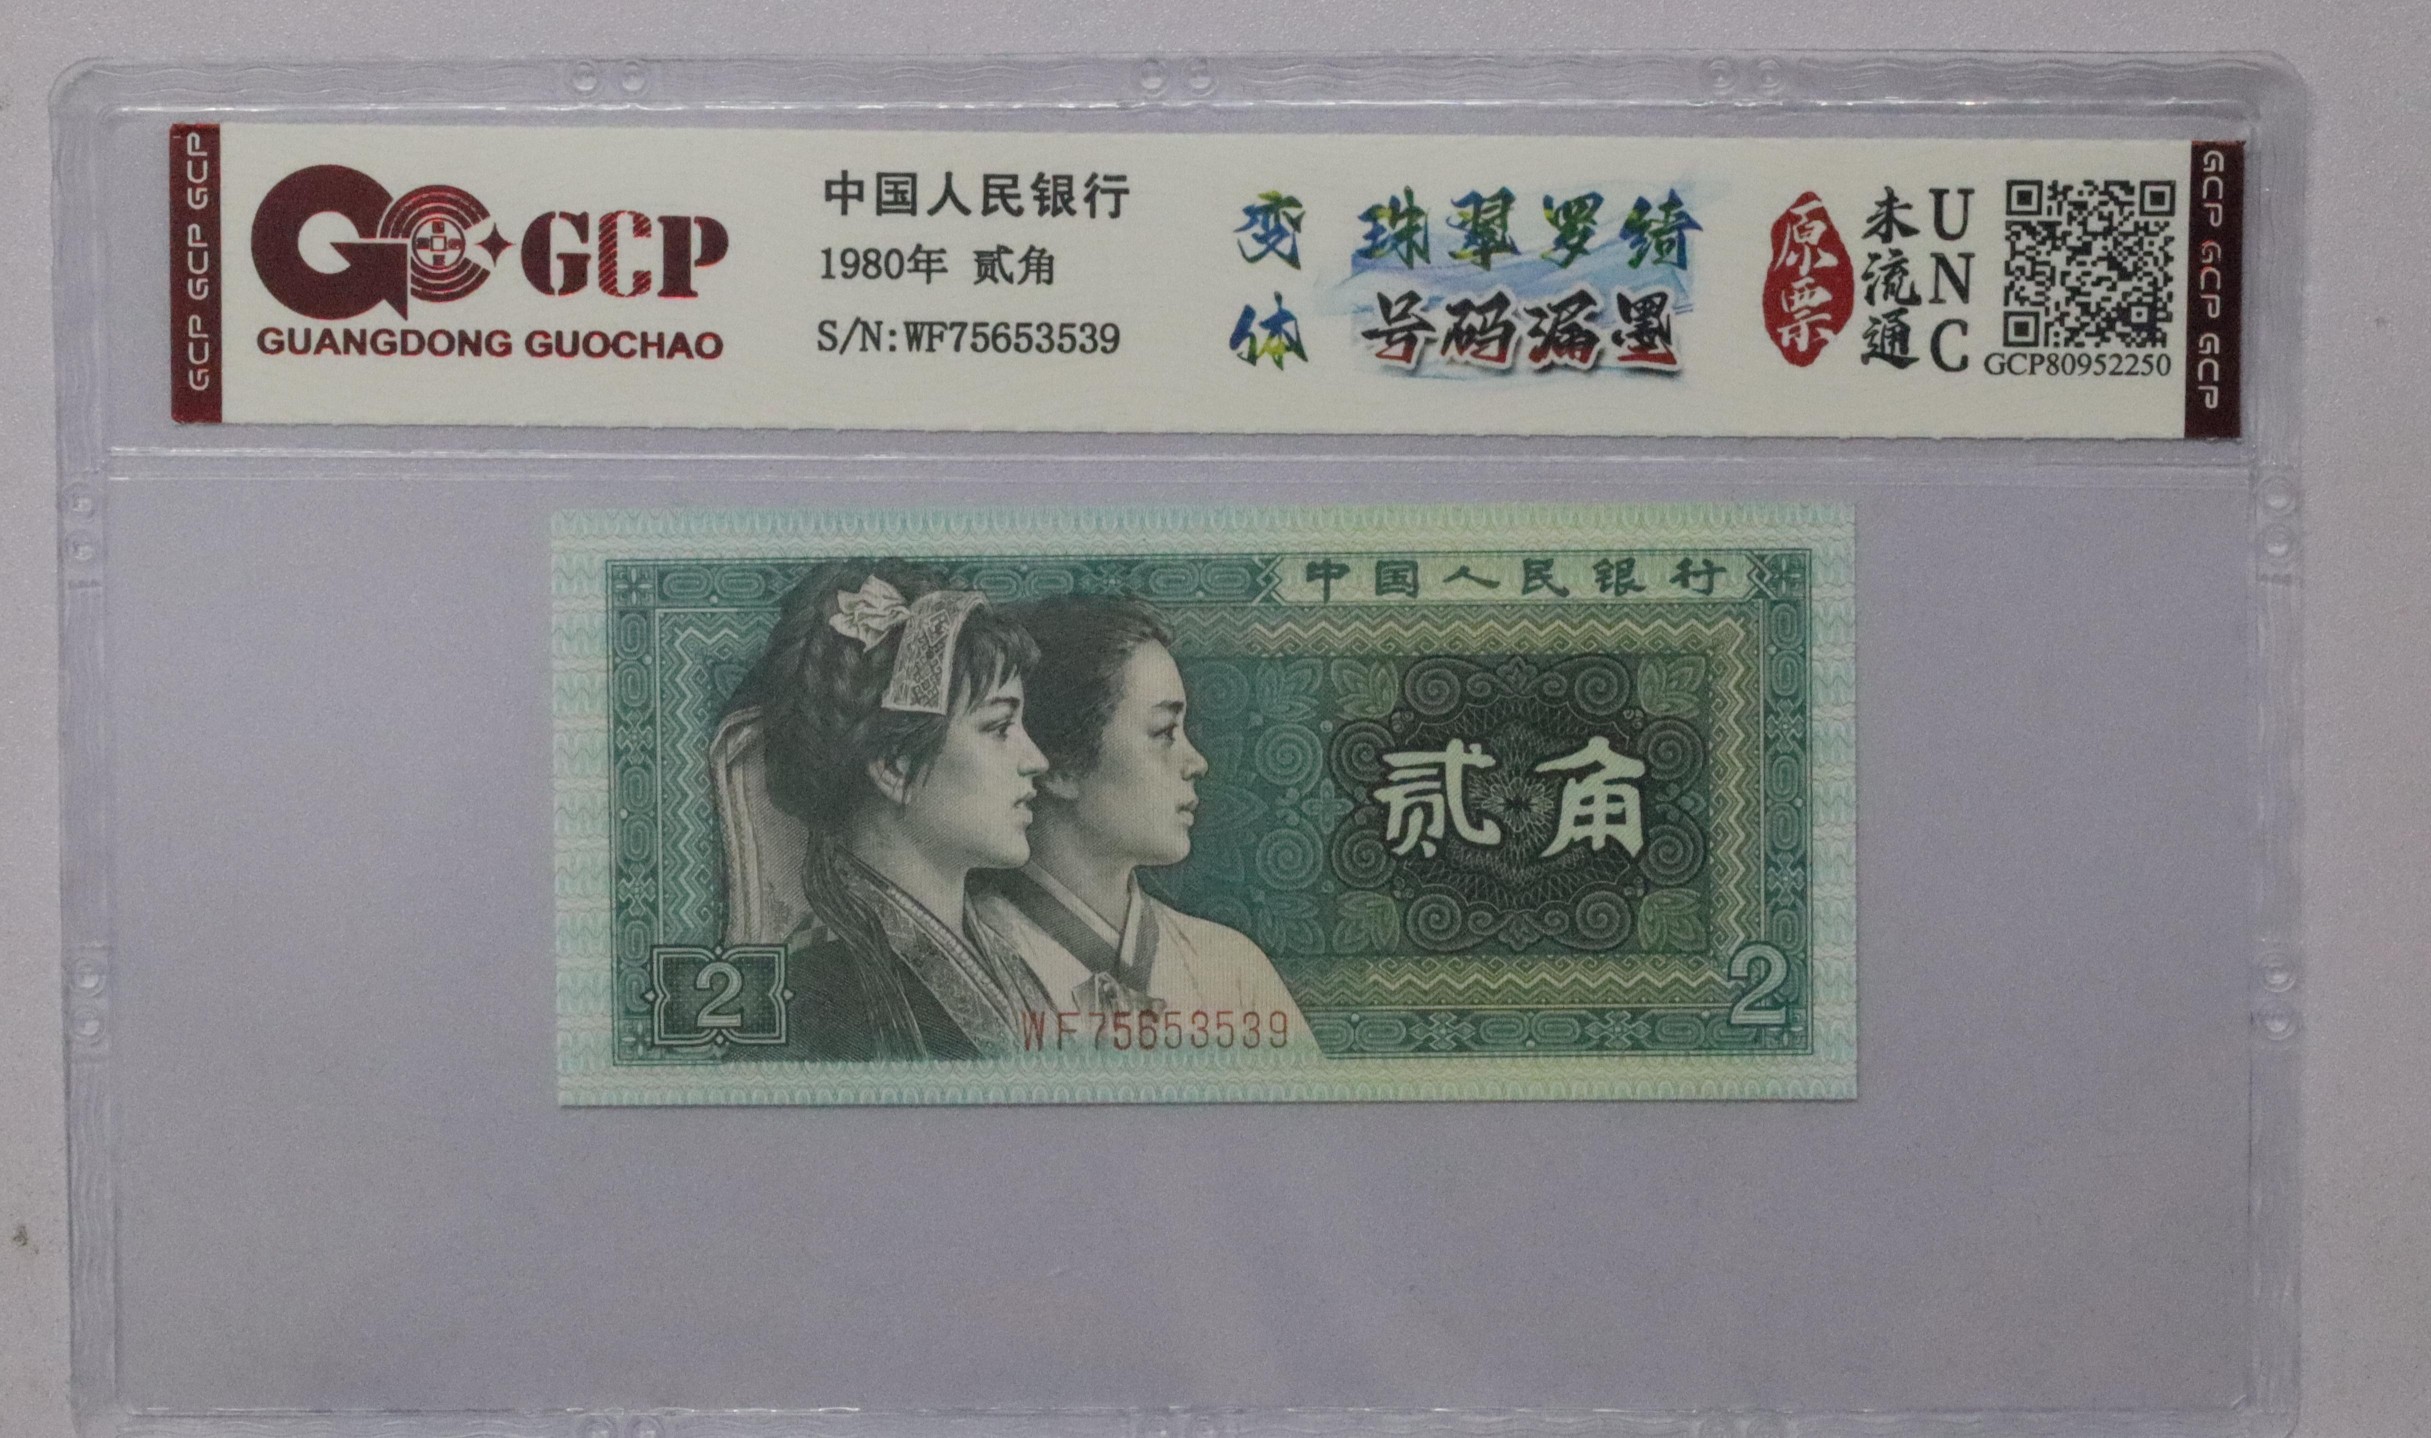 GCP GCP GCP
GCP
GUANGDONG GUOCHAO
中国人民银行
1980年 贰角
S/N:WF75653539
变体
珠翠罗绮
号码漏墨
原票
未流通
UNC
GCP80952250
GCP GCP GCP
中国人民银行
贰角
2
2
WF75653539